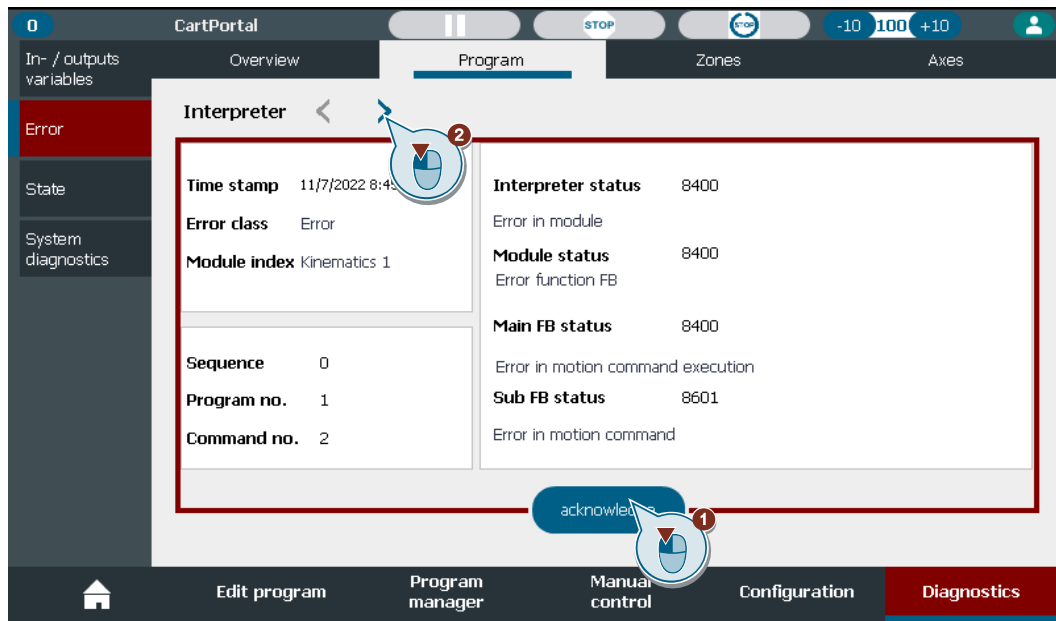 0
CartPortal
STOP
STOP
-10 100 +10
In- / outputs
variables
Overview
Program
Zones
Axes
Error
State
System
diagnostics
Interpreter
2
Time stamp 11/7/2022
Error class Error
Module index Kinematics 1
Interpreter status 8400
Error in module
Module status 8400
Error function FB
Main FB status 8400
Error in motion command execution
Sub FB status 8601
Error in motion command
Sequence 0
Program no. 1
Command no. 2
acknowledge
1
Edit program
Program
manager
Manual
control
Configuration
Diagnostics